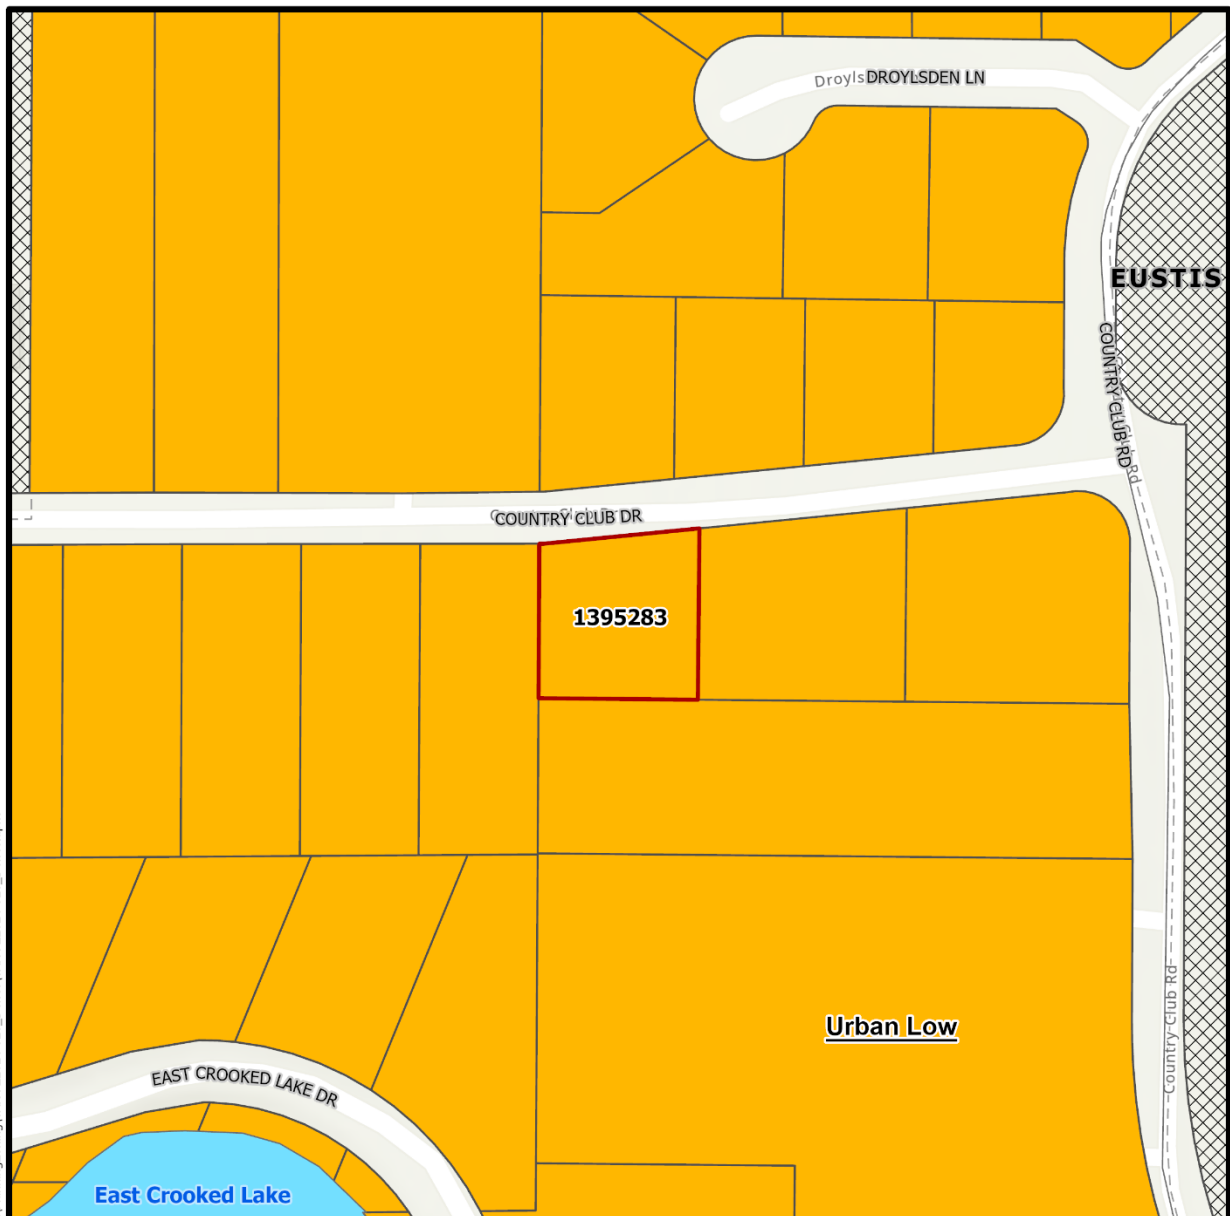 DROYLSDEN LN
EUSTIS
COUNTRY CLUB RD
COUNTRY CLUB DR
1395283
Urban Low
Country Club Rd
EAST CROOKED LAKE DR
East Crooked Lake